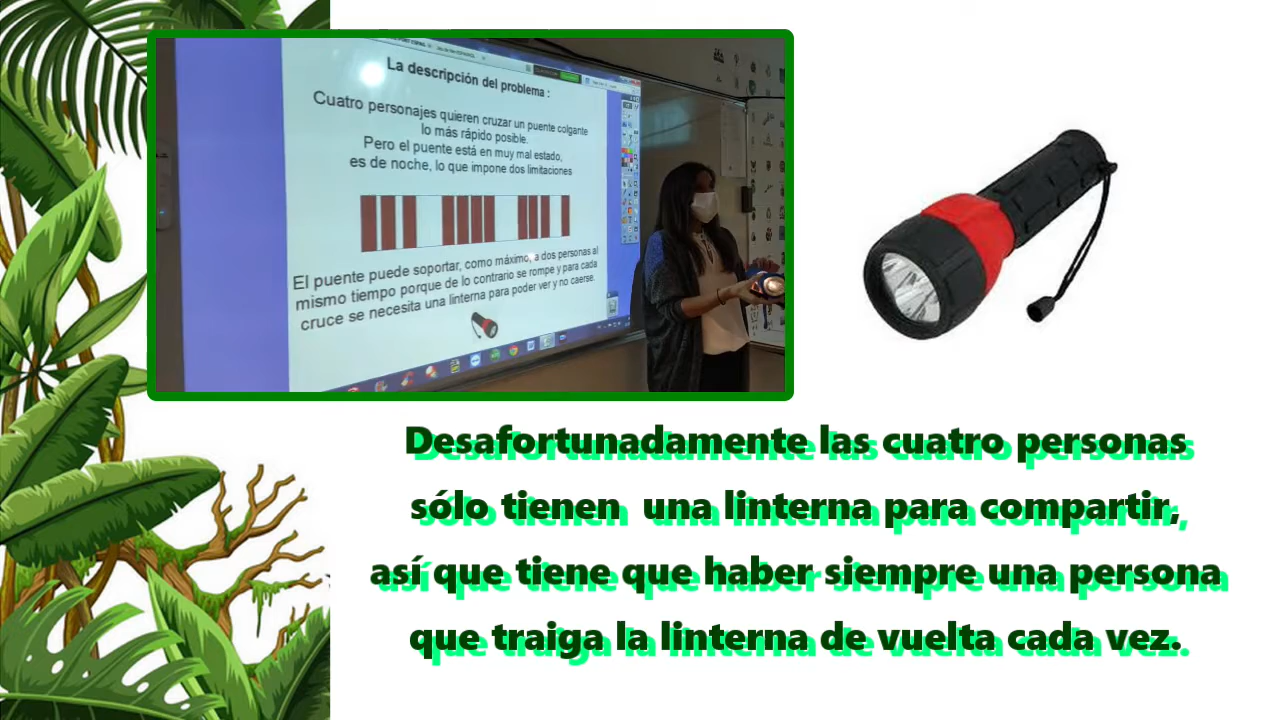 La descripción del problema :
Cuatro personajes quieren cruzar un puente colgante
lo más rápido posible.
Pero el puente está en muy mal estado,
es de noche, lo que impone dos limitaciones
El puente puede soportar, como máximo, a dos personas al
mismo tiempo porque de lo contrario se rompe y para cada
cruce se necesita una linterna para poder ver y no caerse.
Desafortunadamente las cuatro personas
sólo tienen una linterna para compartir,
así que tiene que haber siempre una persona
que traiga la linterna de vuelta cada vez.